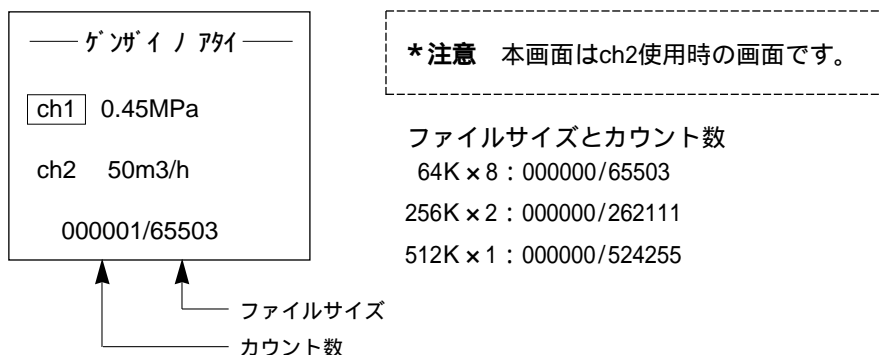 ｹﾞﾝｻﾞｲ ﾉ ｱﾀｲ
ch1 0.45MPa
ch2 50m3/h
000001/65503
ファイルサイズ
カウント数
*注意 本画面はch2使用時の画面です。
ファイルサイズとカウント数
64K×8：000000/65503
256K×2：000000/262111
512K×1：000000/524255